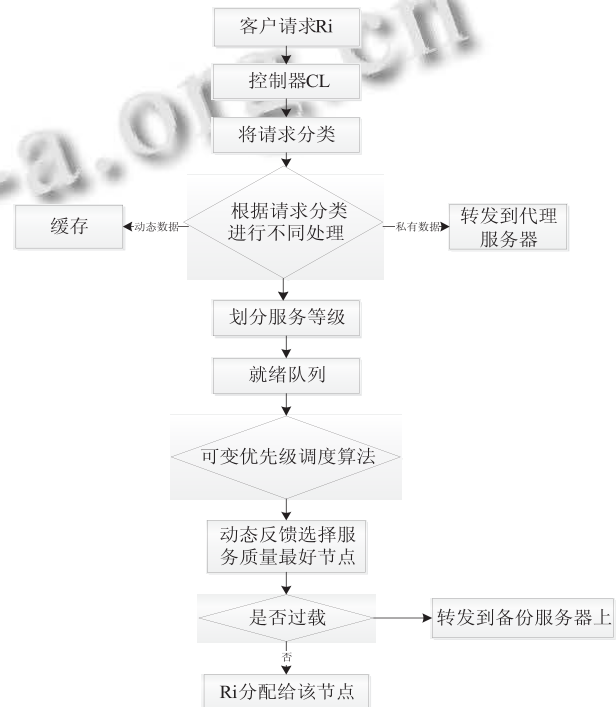 客户请求Ri
控制器CL
将请求分类
根据请求分类
进行不同处理
缓存
动态数据
私有数据
转发到代理
服务器
划分服务等级
就绪队列
可变优先级调度算法
动态反馈选择服
务质量最好节点
是否过载
转发到备份服务器上
否
Ri分配给该节点
-a.org.cn